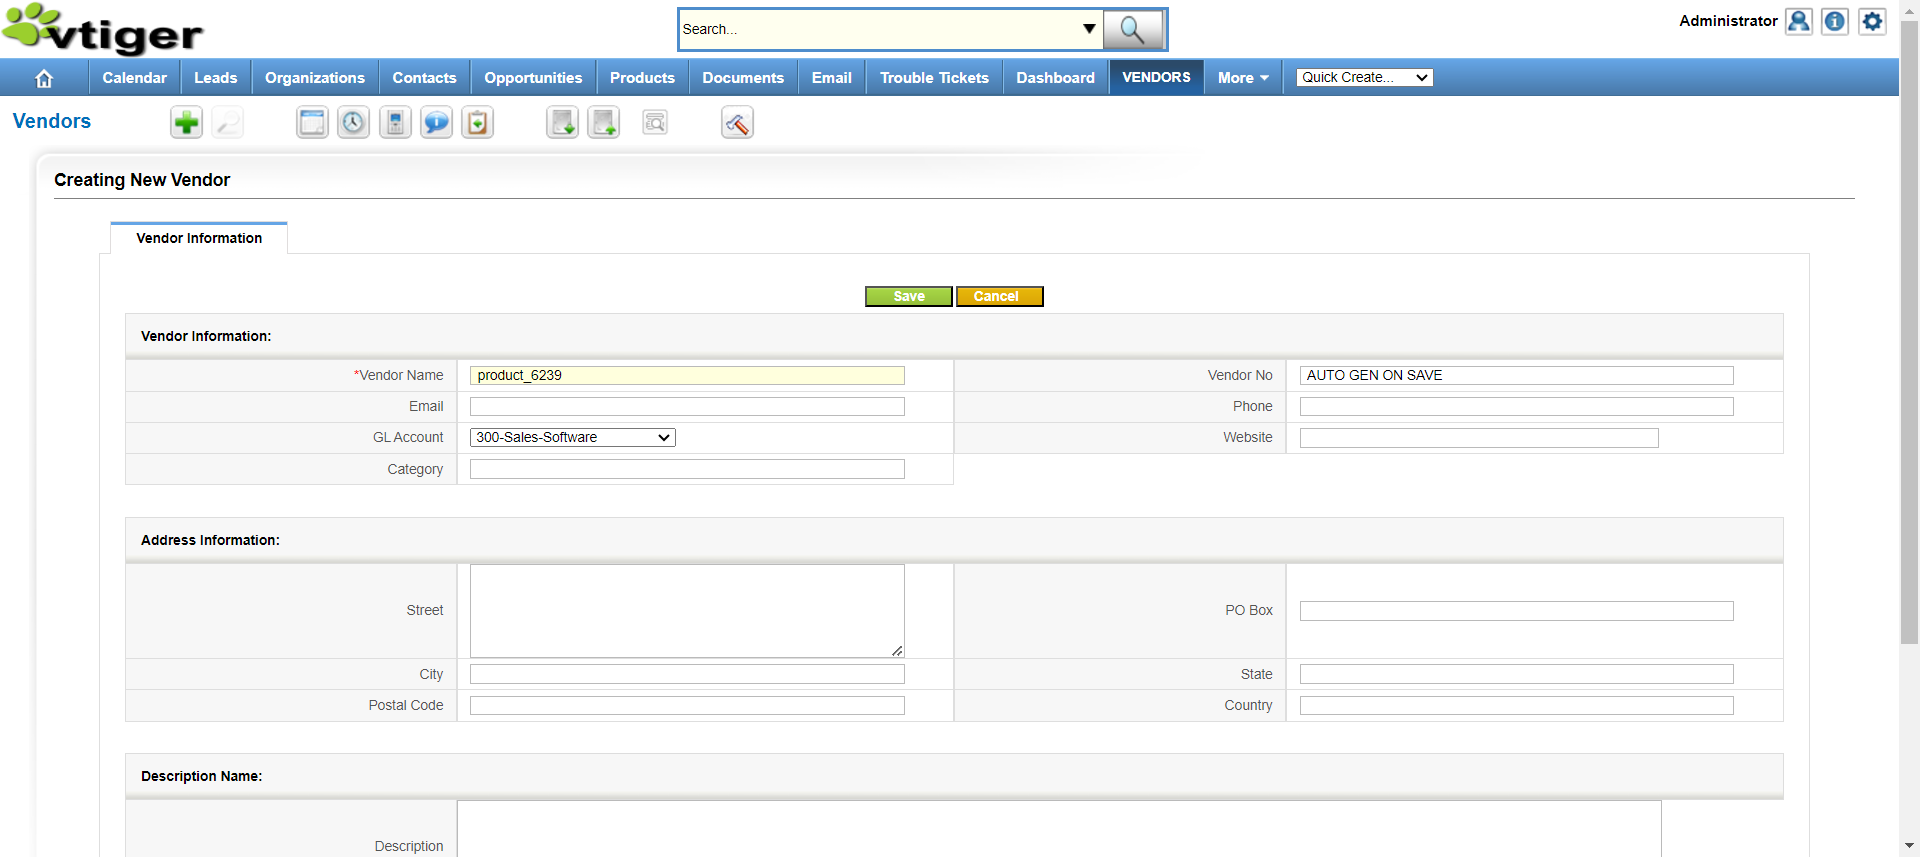 vtiger
Search...
Administrator
Calendar
Leads
Organizations
Contacts
Opportunities
Products
Documents
Email
Trouble Tickets
Dashboard
VENDORS
More
Quick Create...
Vendors
Creating New Vendor
Vendor Information
Save
Cancel
Vendor Information:
*Vendor Name
product_6239
Vendor No
AUTO GEN ON SAVE
Email
Phone
GL Account
300-Sales-Software
Website
Category
Address Information:
Street
PO Box
City
State
Postal Code
Country
Description Name:
Description